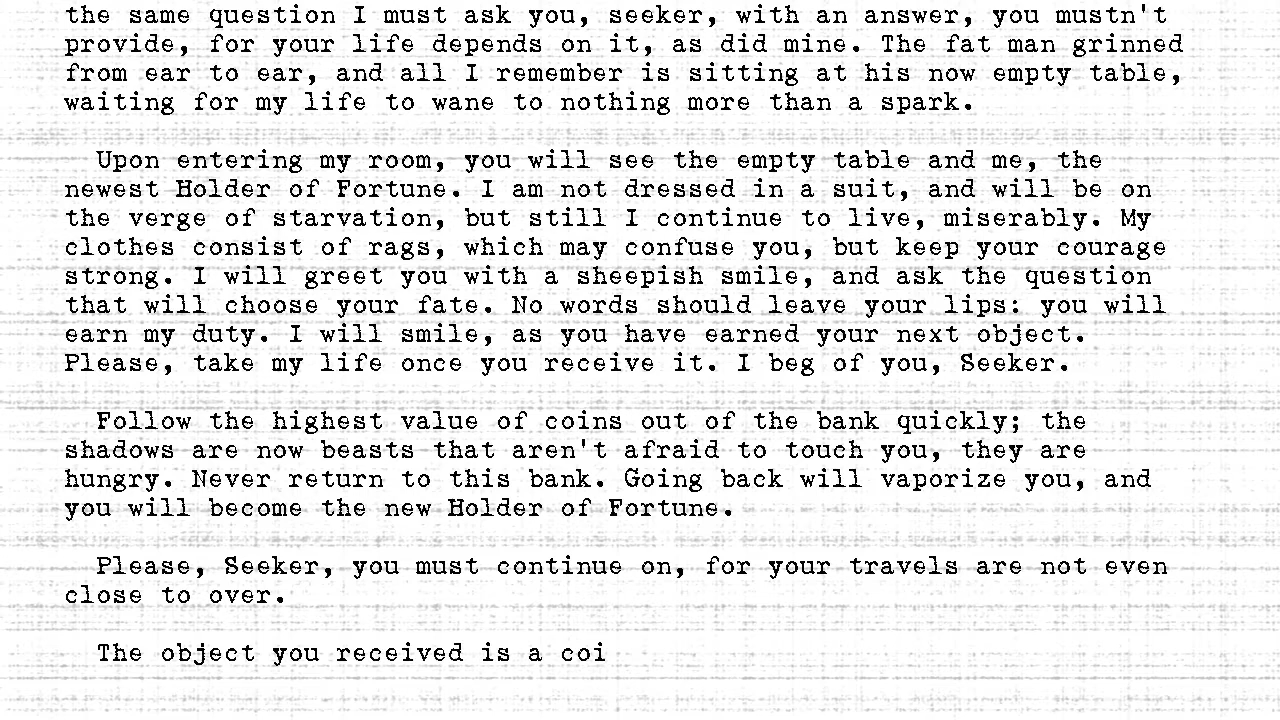 the same question I must ask you, seeker, with an answer, you mustn't
provide, for your life depends on it, as did mine. The fat man grinned
from ear to ear, and all I remember is sitting at his now empty table,
waiting for my life to wane to nothing more than a spark.
Upon entering my room, you will see the empty table and me, the
newest Holder of Fortune. I am not dressed in a suit, and will be on
the verge of starvation, but still I continue to live, miserably. My
clothes consist of rags, which may confuse you, but keep your courage
strong. I will greet you with a sheepish smile, and ask the question
that will choose your fate. No words should leave your lips: you will
earn my duty. I will smile, as you have earned your next object.
Please, take my life once you receive it. I beg of you, Seeker.
Follow the highest value of coins out of the bank quickly; the
shadows are now beasts that aren't afraid to touch you, they are
hungry. Never return to this bank. Going back will vaporize you, and
you will become the new Holder of Fortune.
Please, Seeker, you must continue on, for your travels are not even
close to over.
The object you received is a coi